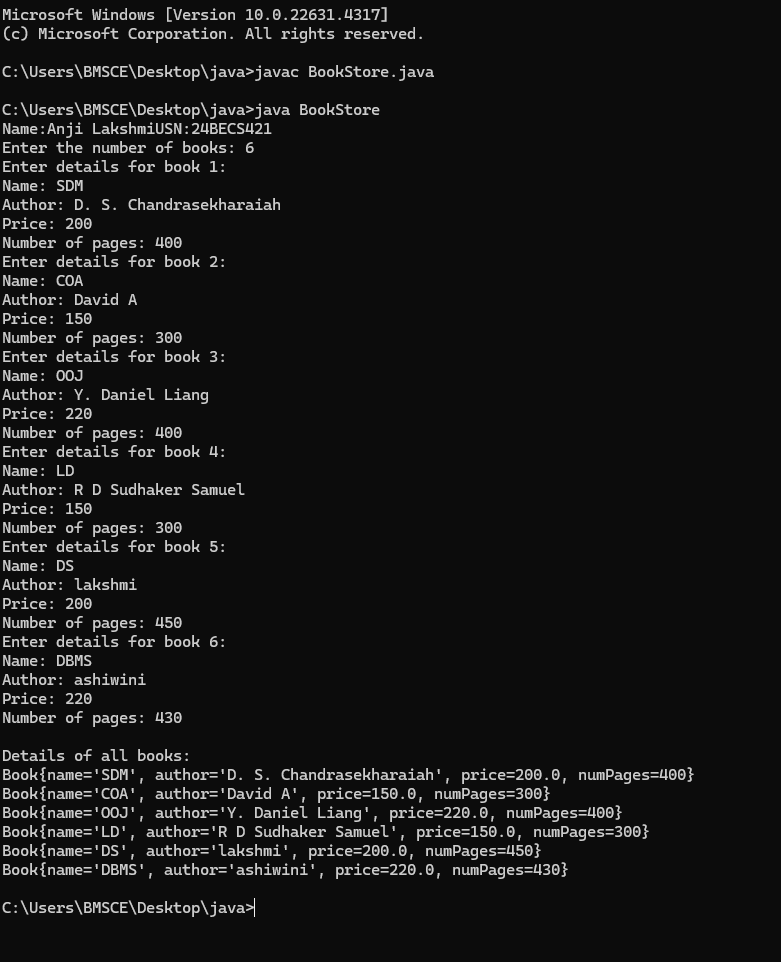 Microsoft Windows [Version 10.0.22631.4317]
(c) Microsoft Corporation. All rights reserved.
C:\Users\BMSCE\Desktop\java>javac BookStore.java
C:\Users\BMSCE\Desktop\java>java BookStore
Name:Anji LakshmiUSN:24BECS421
Enter the number of books: 6
Enter details for book 1:
Name: SDM
Author: D. S. Chandrasekharaiah
Price: 200
Number of pages: 400
Enter details for book 2:
Name: COA
Author: David A
Price: 150
Number of pages: 300
Enter details for book 3:
Name: OOJ
Author: Y. Daniel Liang
Price: 220
Number of pages: 400
Enter details for book 4:
Name: LD
Author: R D Sudhaker Samuel
Price: 150
Number of pages: 300
Enter details for book 5:
Name: DS
Author: lakshmi
Price: 200
Number of pages: 450
Enter details for book 6:
Name: DBMS
Author: ashiwini
Price: 220
Number of pages: 430
Details of all books:
Book{name='SDM', author='D. S. Chandrasekharaiah', price=200.0, numPages=400}
Book{name='COA', author='David A', price=150.0, numPages=300}
Book{name='OOJ', author='Y. Daniel Liang', price=220.0, numPages=400}
Book{name='LD', author='R D Sudhaker Samuel', price=150.0, numPages=300}
Book{name='DS', author='lakshmi', price=200.0, numPages=450}
Book{name='DBMS', author='ashiwini', price=220.0, numPages=430}
C:\Users\BMSCE\Desktop\java>